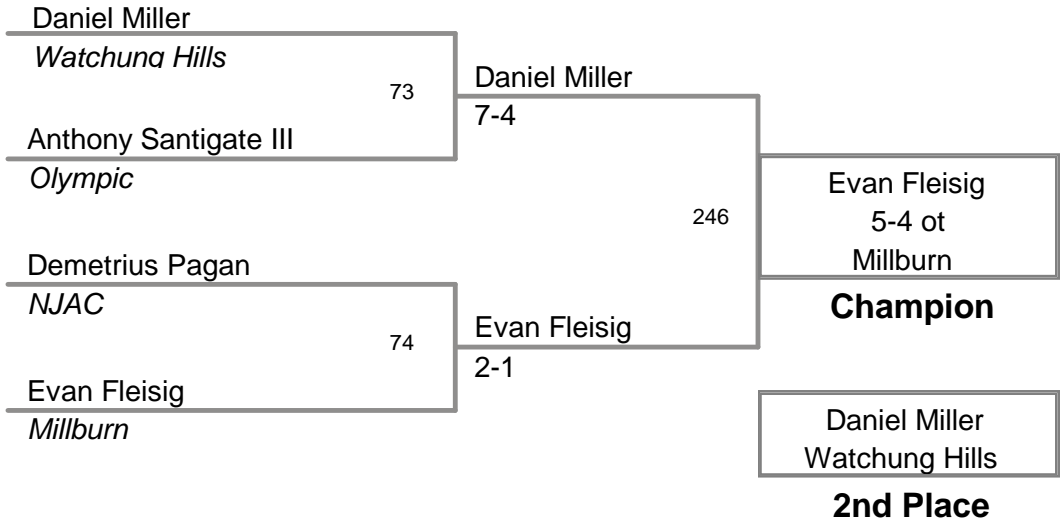 Daniel Miller
Watchung Hills
73
Daniel Miller
7-4
Anthony Santigate III
Olympic
246
Evan Fleisig
5-4 ot
Millburn
Champion
Demetrius Pagan
NJAC
74
Evan Fleisig
2-1
Evan Fleisig
Millburn
Daniel Miller
Watchung Hills
2nd Place